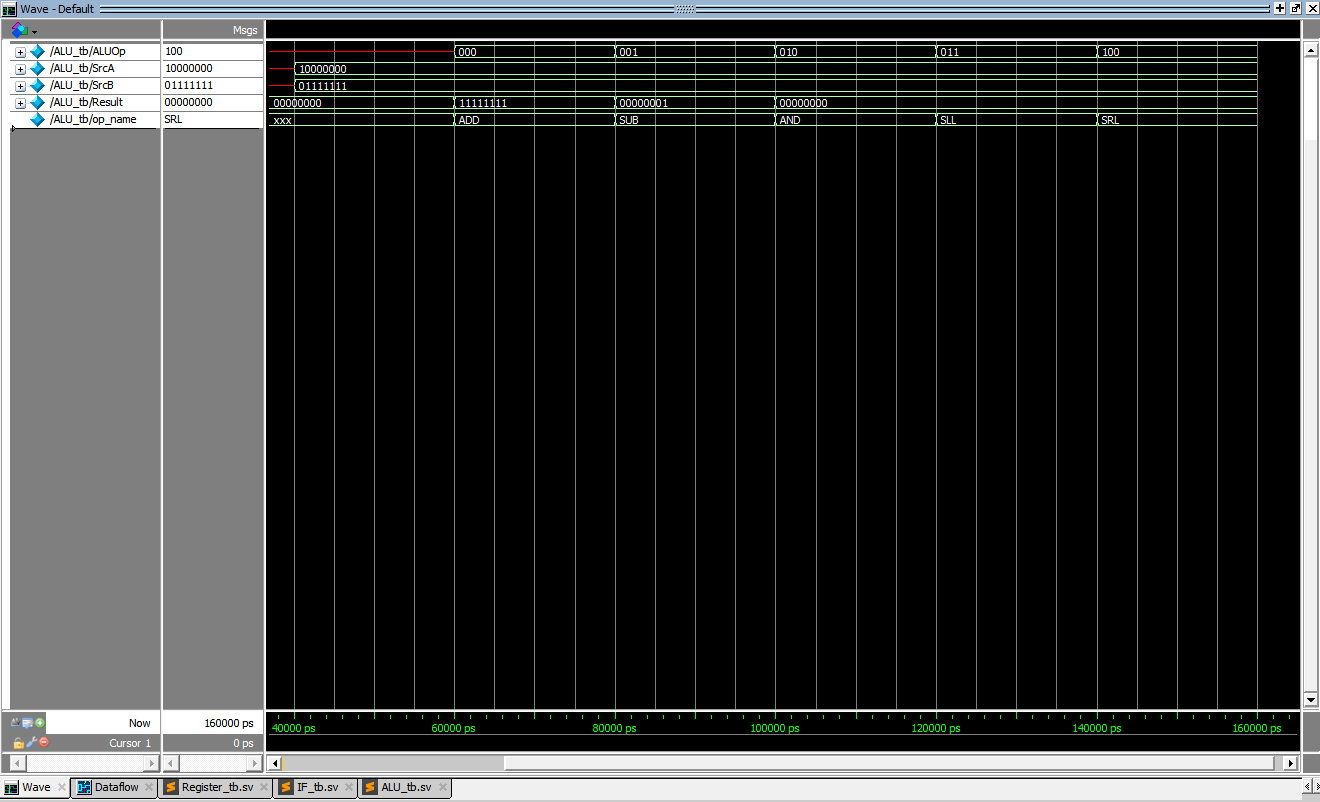 Wave - Default
Msgs
/ALU_tb/ALUOp 100 000 001 010 011 100
/ALU_tb/SrcA 10000000 10000000
/ALU_tb/SrcB 01111111 01111111
/ALU_tb/Result 00000000 00000000 11111111 00000001 00000000
/ALU_tb/op_name SRL xxx ADD SUB AND SLL SRL
Now 160000 ps 40000 ps 60000 ps 80000 ps 100000 ps 120000 ps 140000 ps 160000 ps
Cursor 1 0 ps
Wave Dataflow Register_tb.sv IF_tb.sv ALU_tb.sv